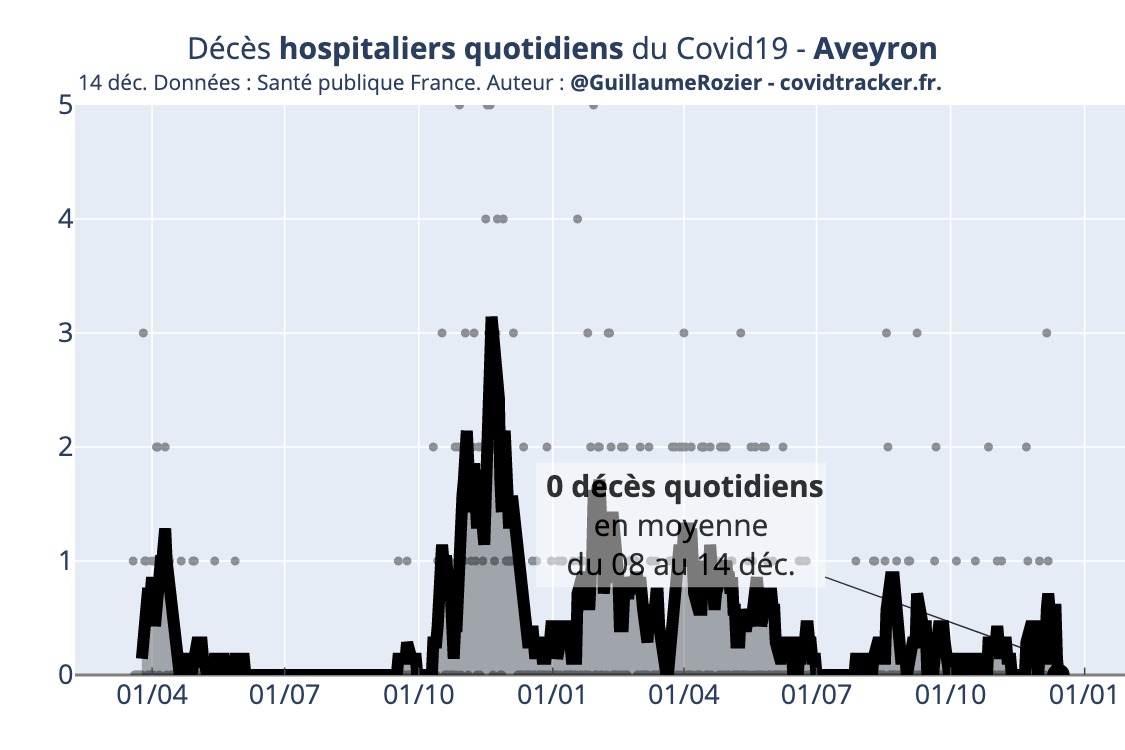 Décès hospitaliers quotidiens du Covid19 - Aveyron
14 déc. Données : Santé publique France. Auteur : @GuillaumeRozier - covidtracker.fr.
5
4
3
2
0 décès quotidiens
en moyenne
1
du 08 au 14 déc.
0
01/04 01/07 01/10 01/01 01/04 01/07 01/10 01/01